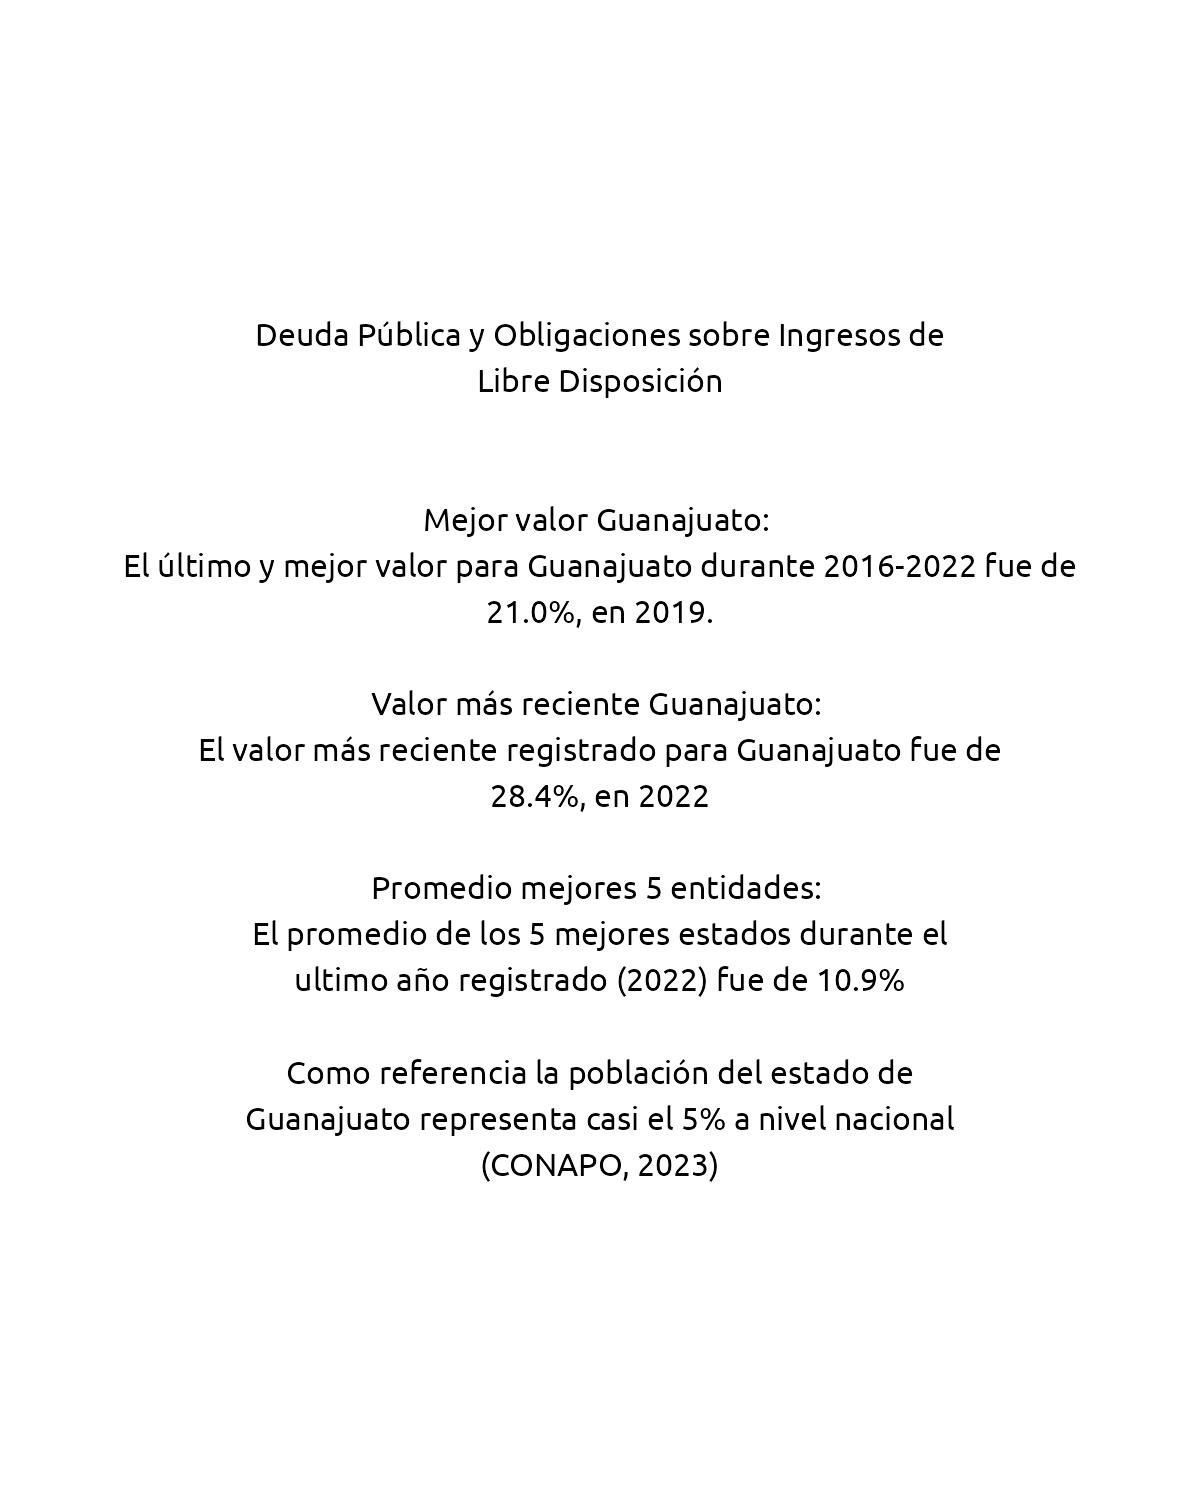 Deuda Pública y Obligaciones sobre Ingresos de
Libre Disposición
Mejor valor Guanajuato:
El último y mejor valor para Guanajuato durante 2016-2022 fue de
21.0%, en 2019.
Valor más reciente Guanajuato:
El valor más reciente registrado para Guanajuato fue de
28.4%, en 2022
Promedio mejores 5 entidades:
El promedio de los 5 mejores estados durante el
ultimo año registrado (2022) fue de 10.9%
Como referencia la población del estado de
Guanajuato representa casi el 5% a nivel nacional
(CONAPO, 2023)